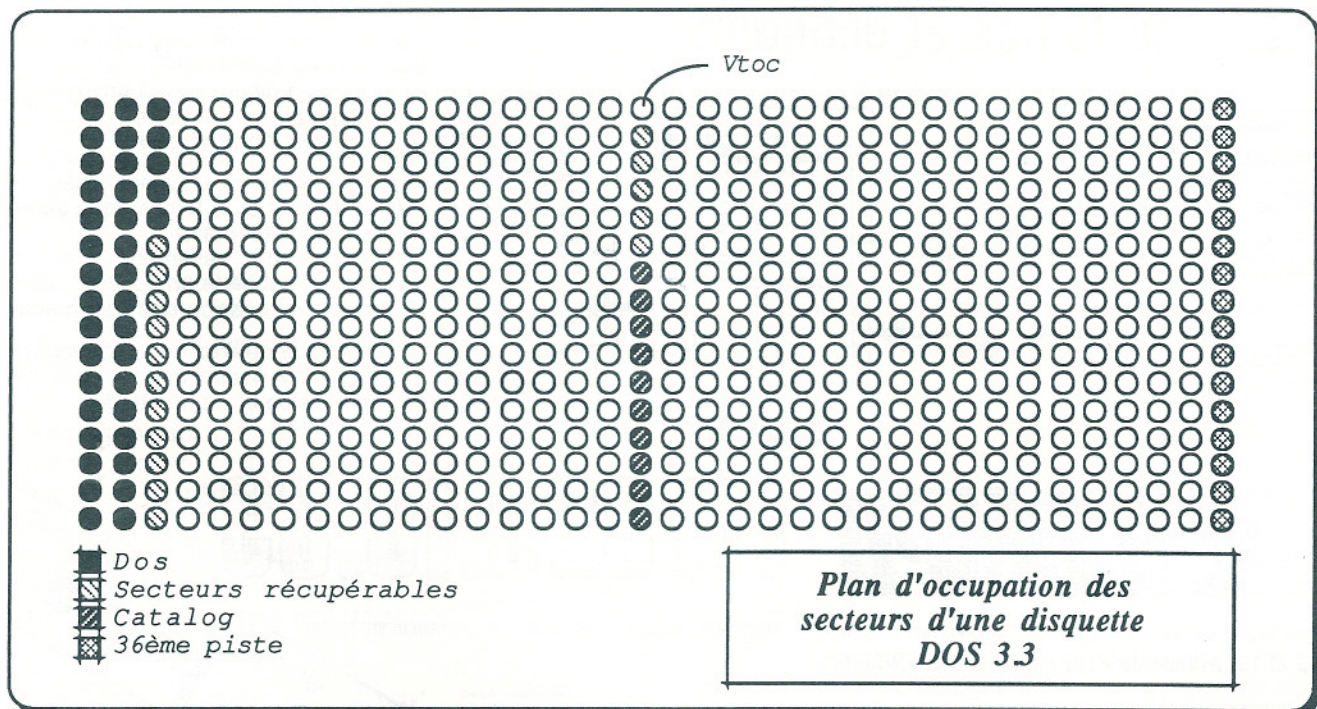 Vtoc
Dos
Secteurs récupérables
Catalog
36ème piste
Plan d'occupation des
secteurs d'une disquette
DOS 3.3